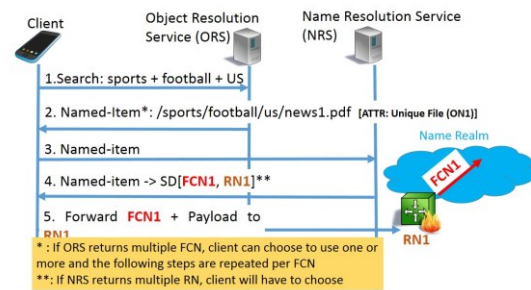 Client
Object Resolution
Service (ORS)
Name Resolution Service
(NRS)
1.Search: sports + football + US
2. Named-Item*: /sports/football/us/news1.pdf [ATTR: Unique File (ON1)]
Name Realm
3. Named-item
FCN1
4. Named-item -> SD[FCN1, RN1]**
5. Forward FCN1 + Payload to
RN1
RN1
* : If ORS returns multiple FCN, client can choose to use one or
more and the following steps are repeated per FCN
**: If NRS returns multiple RN, client will have to choose